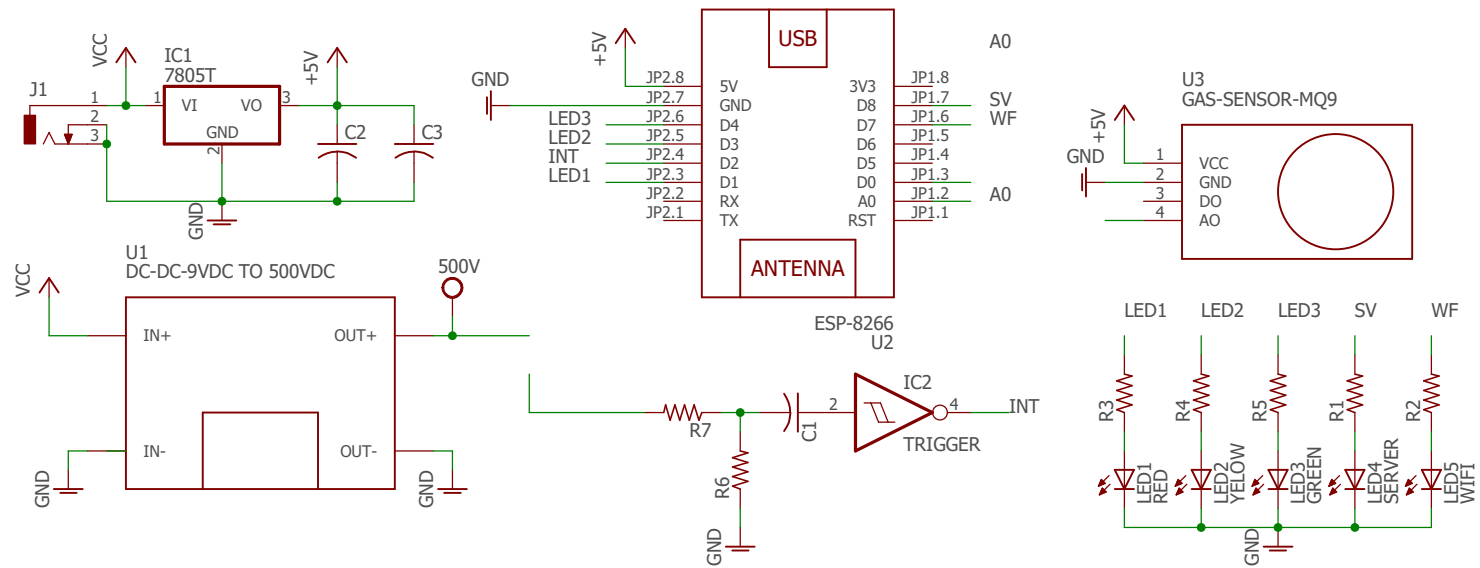 VCC
IC1
7805T
+5V
J1
1
2
3
1
VI
VO
3
GND
2
C2
C3
GND
U1
DC-DC-9VDC TO 500VDC
VCC
IN+
OUT+
IN-
OUT-
GND
GND
500V
USB
+5V
GND
JP2.8
5V
JP2.7
GND
LED3
JP2.6
D4
LED2
JP2.5
D3
INT
JP2.4
D2
LED1
JP2.3
D1
JP2.2
RX
JP2.1
TX
3V3
JP1.8
D8
JP1.7
SV
D7
JP1.6
WF
D6
JP1.5
D5
JP1.4
D0
JP1.3
A0
JP1.2
A0
RST
JP1.1
A0
ANTENNA
ESP-8266
U2
R7
R6
GND
C1
2
IC2
4
INT
TRIGGER
U3
GAS-SENSOR-MQ9
+5V
GND
1
VCC
2
GND
3
DO
4
AO
LED1
LED2
LED3
SV
WF
R3
R4
R5
R1
R2
LED1
RED
LED2
YELOW
LED3
GREEN
LED4
SERVER
LED5
WIFI
GND